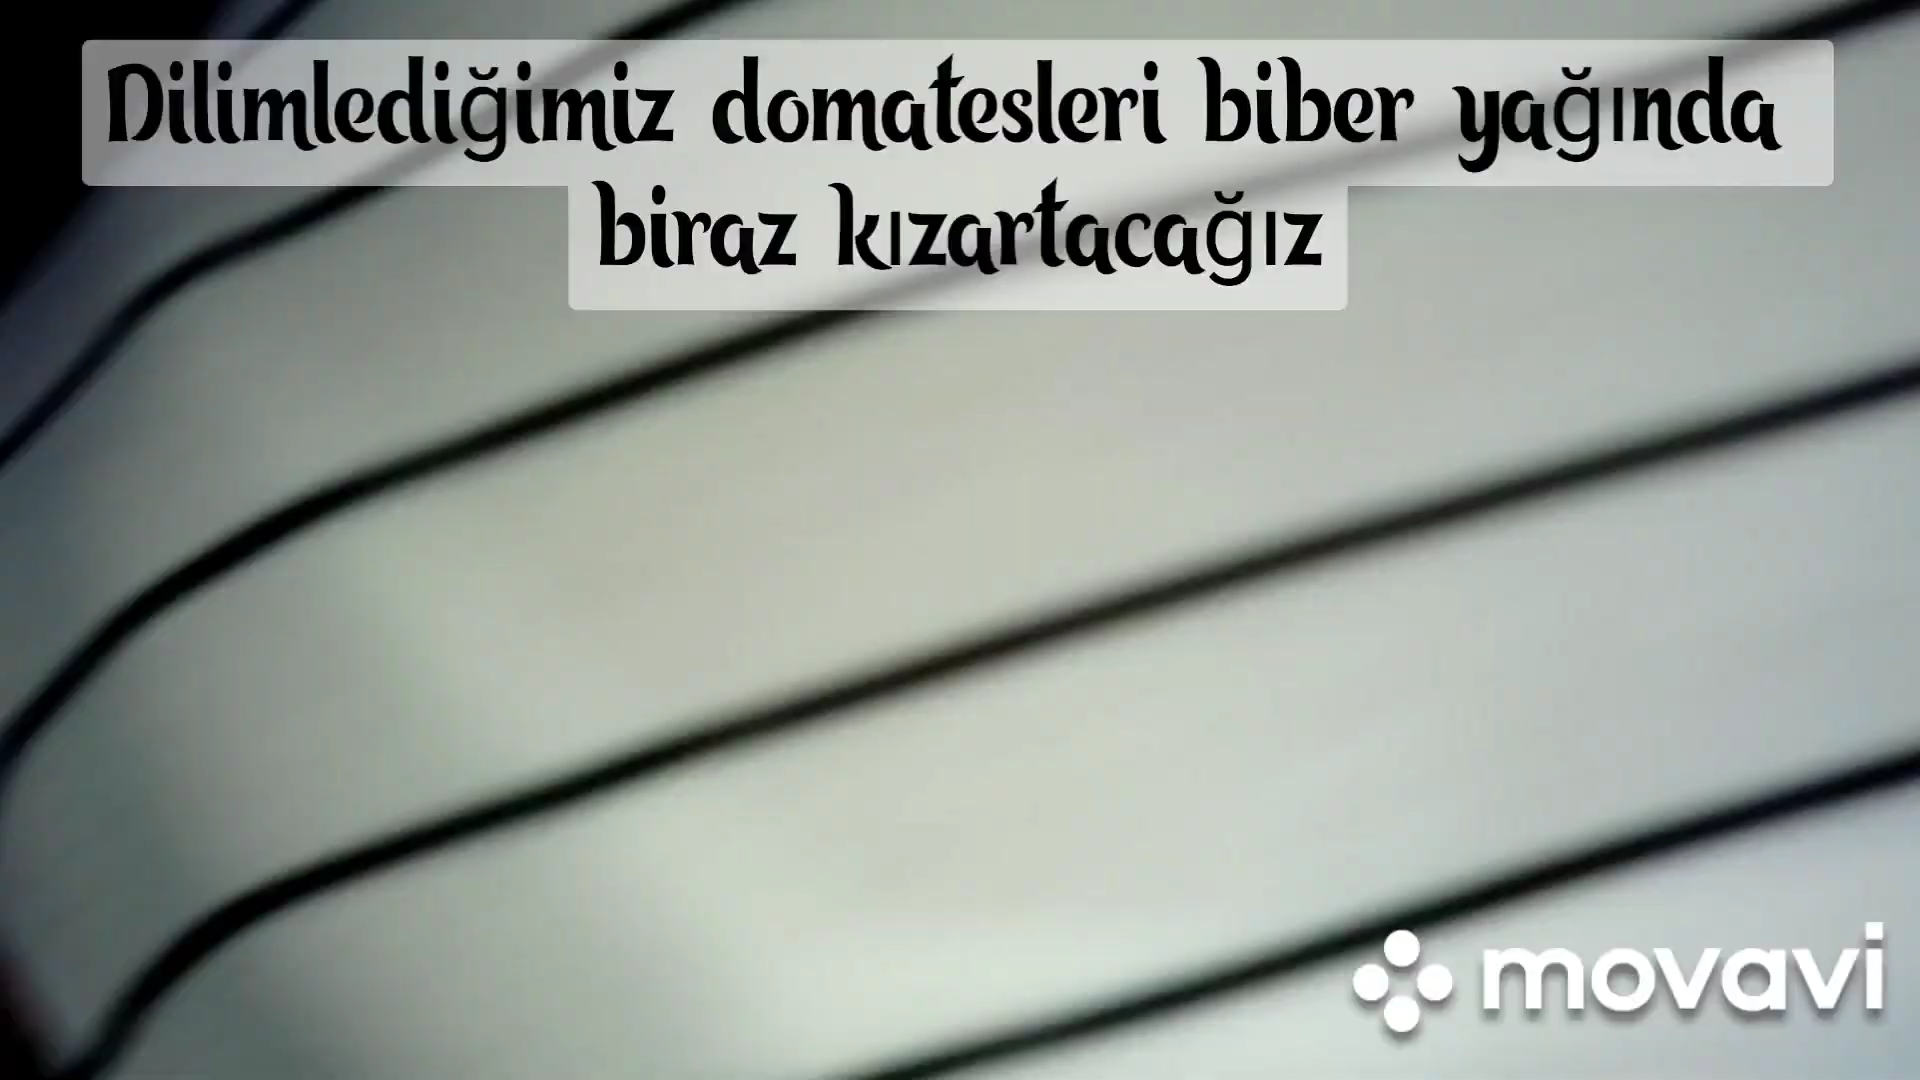 Dilimlediğimiz domatesleri biber yağında
biraz kızartacağız
movavi